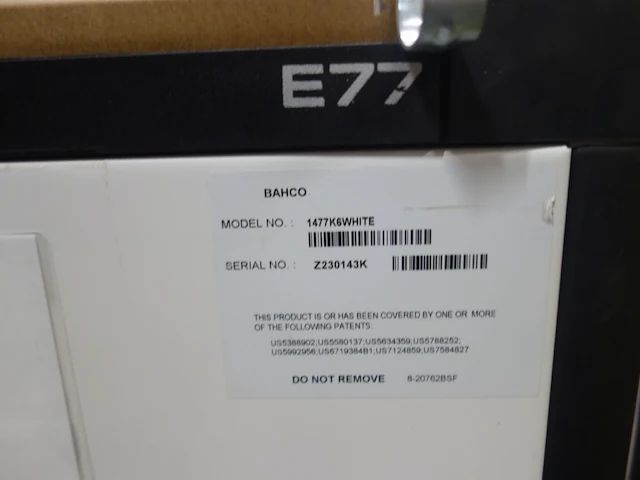 E77
BAHCO
MODEL NO. : 1477K6WHITE
SERIAL NO. : Z230143K
THIS PRODUCT IS OR HAS BEEN COVERED BY ONE OR MORE
OF THE FOLLOWING PATENTS:
US5388902;US5580137;US5634359;US5788252;
US5992956;US6719384B1;US7124859;US7584827
DO NOT REMOVE 8-20762BSF